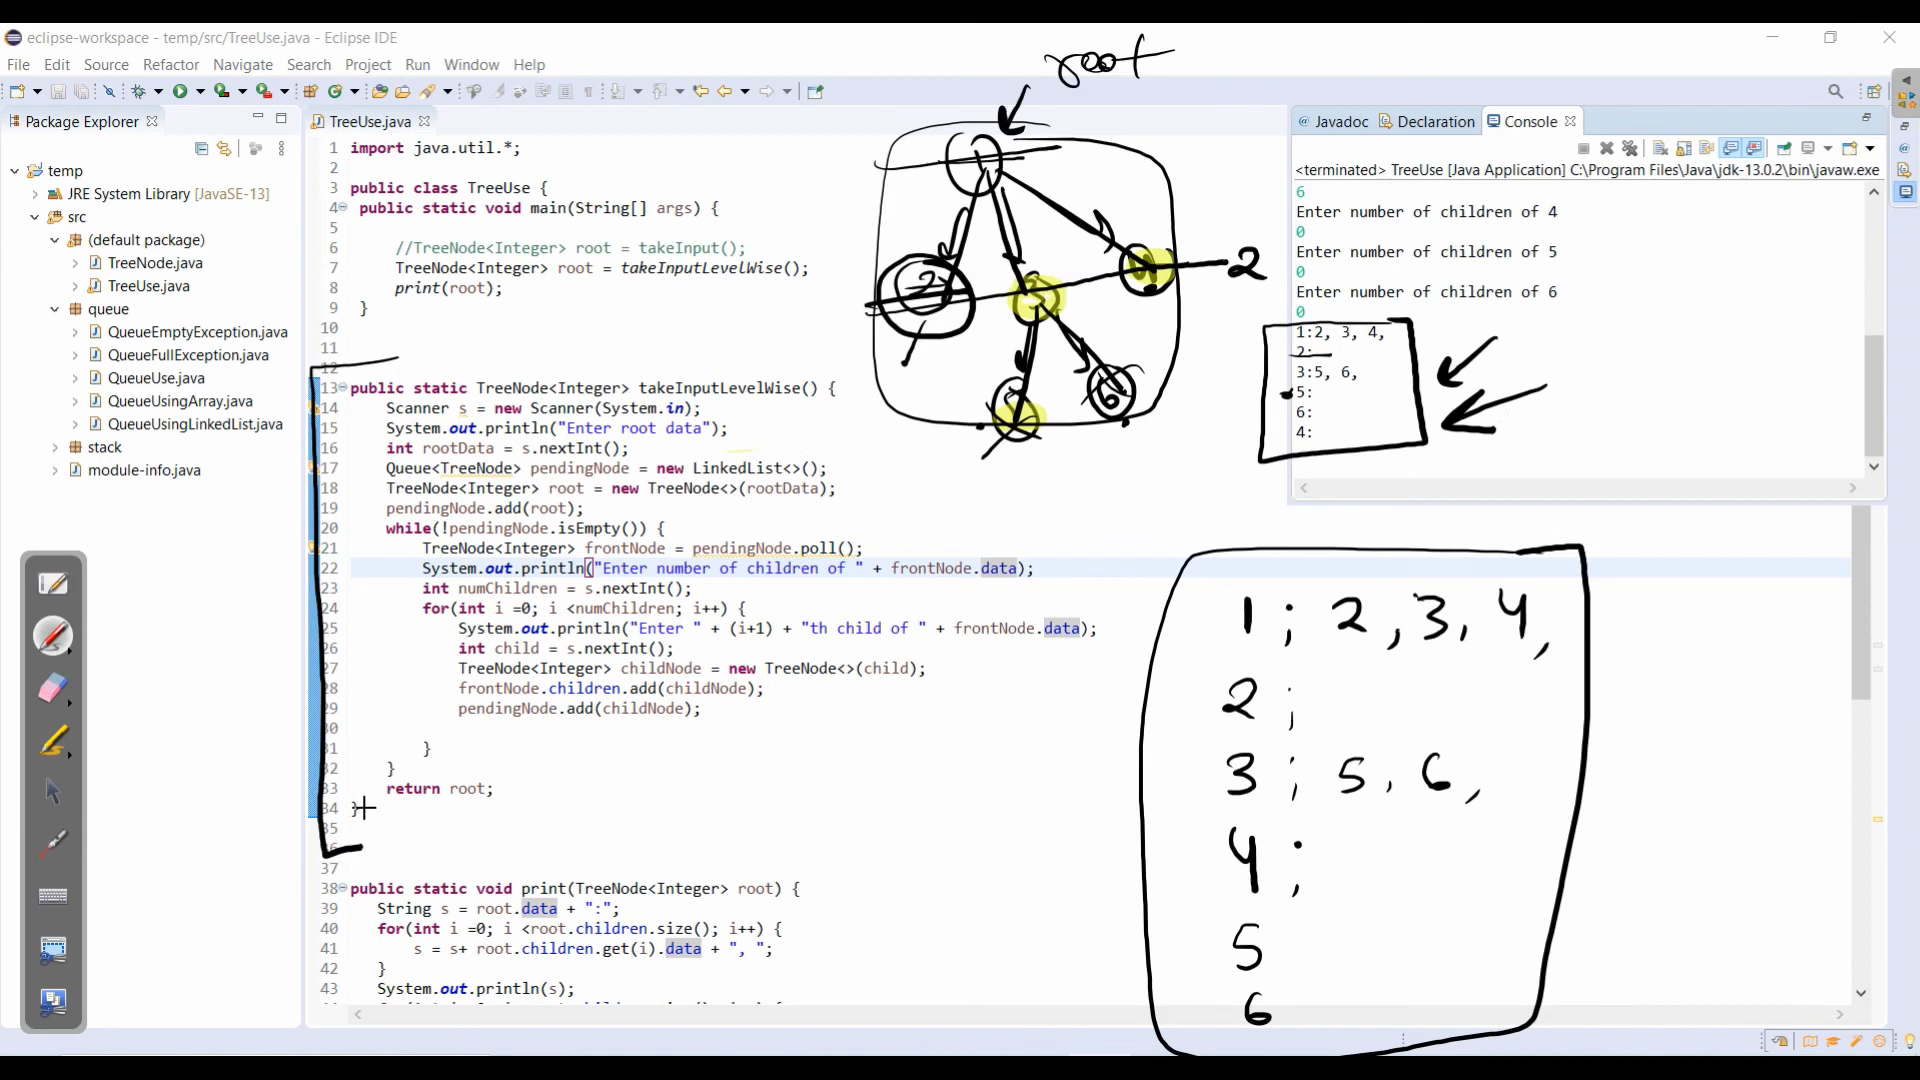 eclipse-workspace - temp/src/TreeUse.java - Eclipse IDE
File Edit Source Refactor Navigate Search Project Run Window Help
Package Explorer
temp
JRE System Library [JavaSE-13]
src
(default package)
TreeNode.java
TreeUse.java
queue
QueueEmptyException.java
QueueFullException.java
QueueUse.java
QueueUsingArray.java
QueueUsingLinkedList.java
stack
module-info.java
TreeUse.java
1 import java.util.*;
2
3 public class TreeUse {
4 public static void main(String[] args) {
5
6 //TreeNode<Integer> root = takeInput();
7 TreeNode<Integer> root = takeInputLevelWise();
8 print(root);
9 }
10
11
12
13 public static TreeNode<Integer> takeInputLevelWise() {
14 Scanner s = new Scanner(System.in);
15 System.out.println("Enter root data");
16 int rootData = s.nextInt();
17 Queue<TreeNode> pendingNode = new LinkedList<>();
18 TreeNode<Integer> root = new TreeNode<>(rootData);
19 pendingNode.add(root);
20 while(!pendingNode.isEmpty()) {
21 TreeNode<Integer> frontNode = pendingNode.poll();
22 System.out.println("Enter number of children of " + frontNode.data);
23 int numChildren = s.nextInt();
24 for(int i =0; i <numChildren; i++) {
25 System.out.println("Enter " + (i+1) + "th child of " + frontNode.data);
26 int child = s.nextInt();
27 TreeNode<Integer> childNode = new TreeNode<>(child);
28 frontNode.children.add(childNode);
29 pendingNode.add(childNode);
30
31 }
32 }
33 return root;
34 }
35
37
38 public static void print(TreeNode<Integer> root) {
39 String s = root.data + ":";
40 for(int i =0; i <root.children.size(); i++) {
41 s = s+ root.children.get(i).data + ", ";
42 }
43 System.out.println(s);
root
2
3
4
2
6
Javadoc Declaration Console
<terminated> TreeUse [Java Application] C:\Program Files\Java\jdk-13.0.2\bin\javaw.exe
6
Enter number of children of 4
0
Enter number of children of 5
0
Enter number of children of 6
0
1:2, 3, 4,
2:
3:5, 6,
5:
6:
4:
1 ; 2 , 3 , 4 ,
2 ;
3 ; 5 , 6 ,
4 ;
5
6